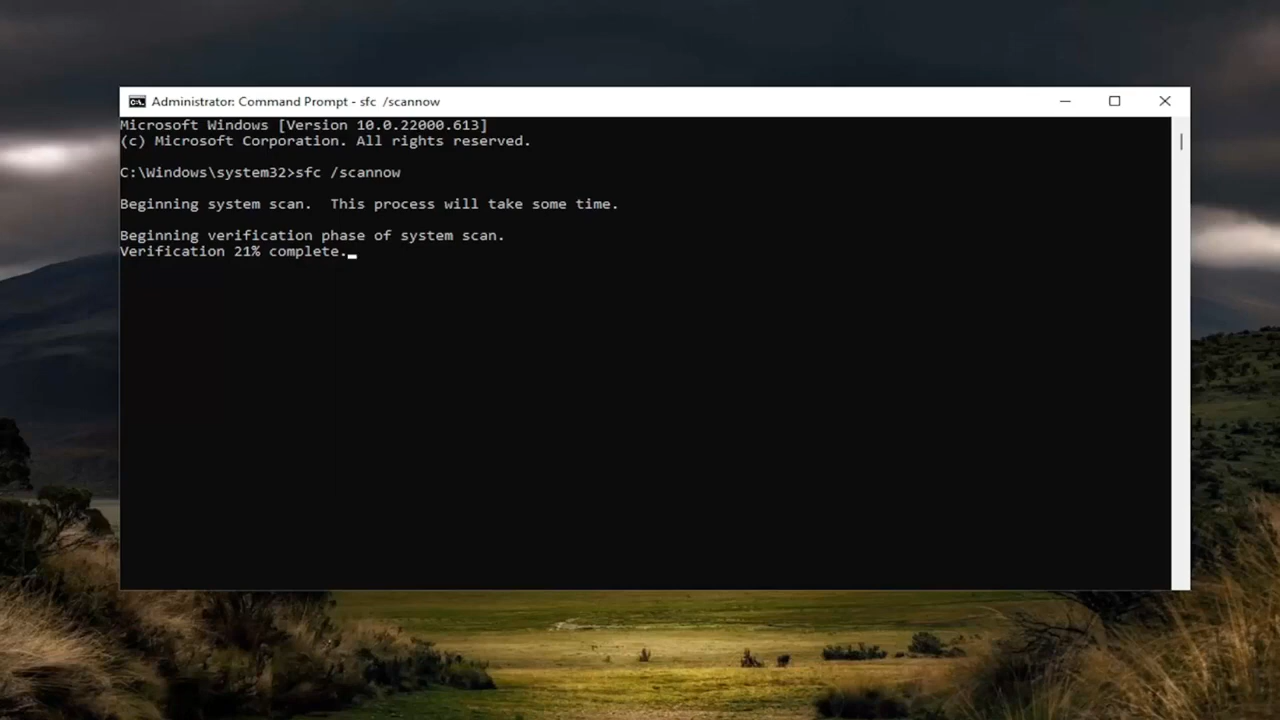 Administrator: Command Prompt - sfc  /scannow
Microsoft Windows [Version 10.0.22000.613]
(c) Microsoft Corporation. All rights reserved.
C:\Windows\system32>sfc /scannow
Beginning system scan.  This process will take some time.
Beginning verification phase of system scan.
Verification 21% complete.